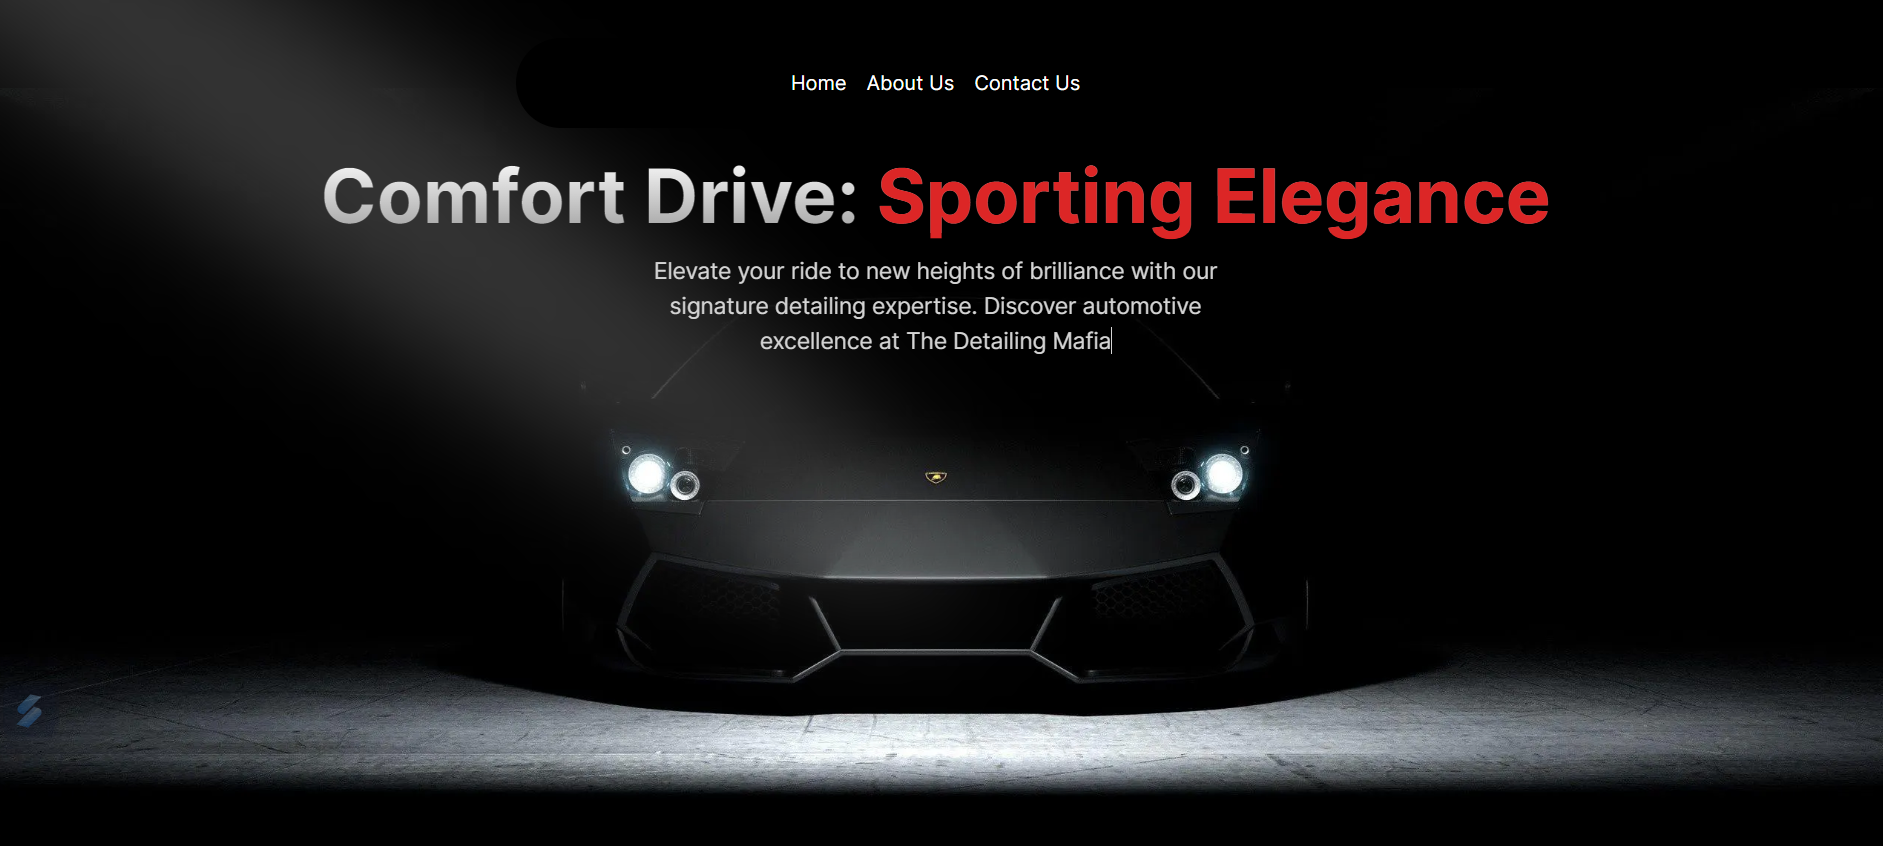 Home About Us Contact Us
Comfort Drive: Sporting Elegance
Elevate your ride to new heights of brilliance with our
signature detailing expertise. Discover automotive
excellence at The Detailing Mafia